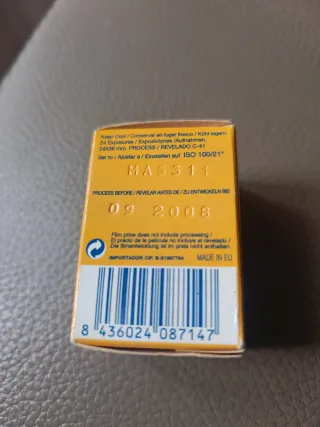 Keep Cool / Conservar en lugar fresco / Kühl lagern.
24 Exposures / Exposiciones /Aufnahmen.
24X36 mm. PROCESS / REVELADO C-41
Set to / Ajustar a / Einstellen auf ISO 100/21°
MA5311
PROCESS BEFORE / REVELAR ANTES DE / ZU ENTWICKELN BIS
09 2008
Film price does not include processing /
El precio de la película no incluye el revelado /
Die filmentwicklung ist im preis nicht enthalten.
IMPORTADOR CIF.
MADE IN EU
8 436024 087147